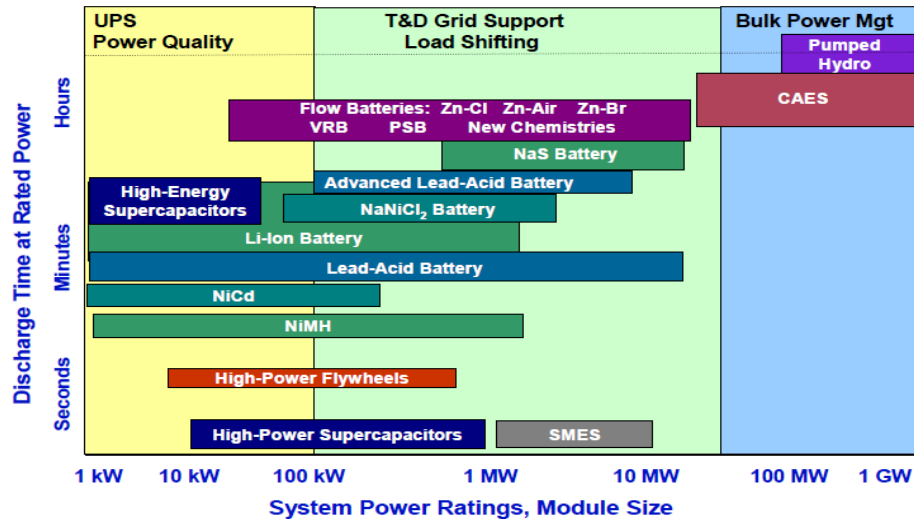 UPS
Power Quality
T&D Grid Support
Load Shifting
Bulk Power Mgt
Pumped
Hydro
CAES
Flow Batteries: Zn-Cl Zn-Air Zn-Br
VRB PSB New Chemistries
NaS Battery
Advanced Lead-Acid Battery
High-Energy
Supercapacitors
NaNiCl₂ Battery
Li-Ion Battery
Lead-Acid Battery
NiCd
NiMH
High-Power Flywheels
High-Power Supercapacitors
SMES
Discharge Time at Rated Power
Hours
Minutes
Seconds
1 kW 10 kW 100 kW 1 MW 10 MW 100 MW 1 GW
System Power Ratings, Module Size